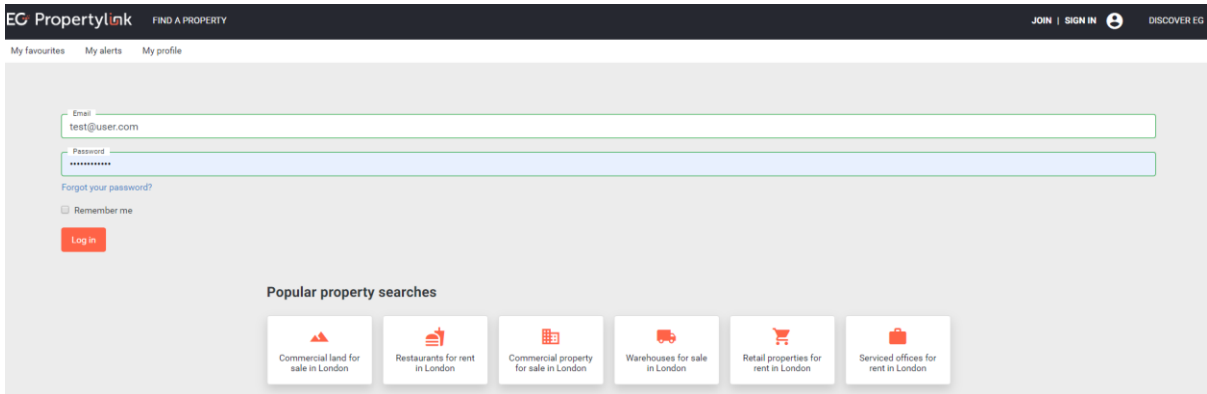 EG Propertylink FIND A PROPERTY JOIN | SIGN IN DISCOVER EG
My favourites My alerts My profile
Email
test@user.com
Password
••••••••••••
Forgot your password?
Remember me
Log in
Popular property searches
Commercial land for
sale in London
Restaurants for rent
in London
Commercial property
for sale in London
Warehouses for sale
in London
Retail properties for
rent in London
Serviced offices for
rent in London